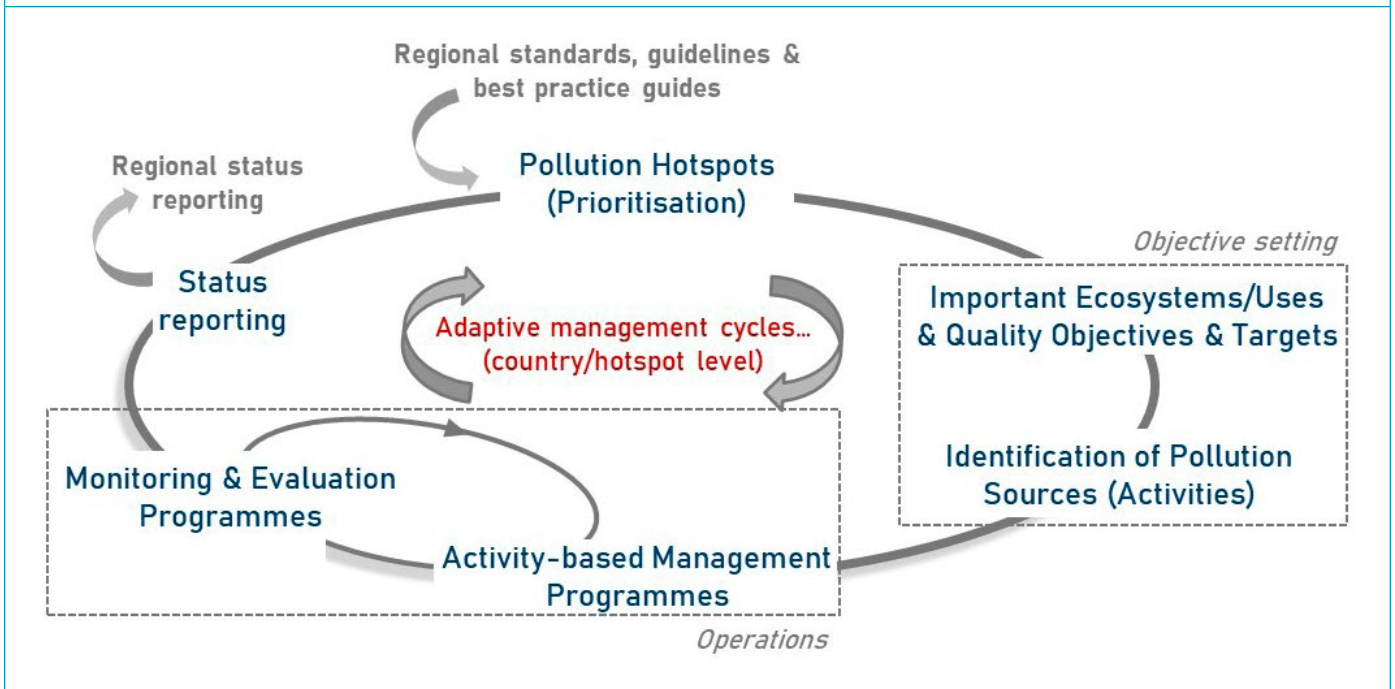 Regional standards, guidelines &
best practice guides
Regional status
reporting
Pollution Hotspots
(Prioritisation)
Objective setting
Status
reporting
Important Ecosystems/Uses
& Quality Objectives & Targets
Adaptive management cycles...
(country/hotspot level)
Identification of Pollution
Sources (Activities)
Monitoring & Evaluation
Programmes
Activity-based Management
Programmes
Operations